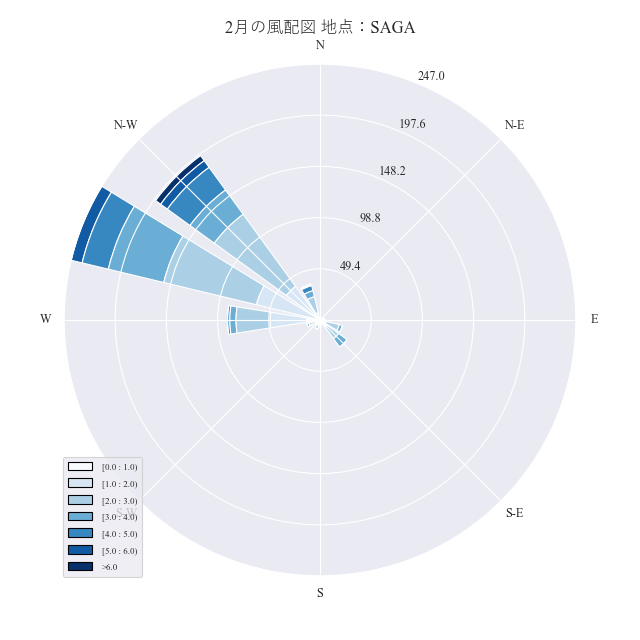 2月の風配図 地点：SAGA
N
247.0
N-W
197.6
N-E
148.2
98.8
49.4
W
E
[0.0 : 1.0)
[1.0 : 2.0)
[2.0 : 3.0)
S-W
[3.0 : 4.0)
S-E
[4.0 : 5.0)
[5.0 : 6.0)
>6.0
S